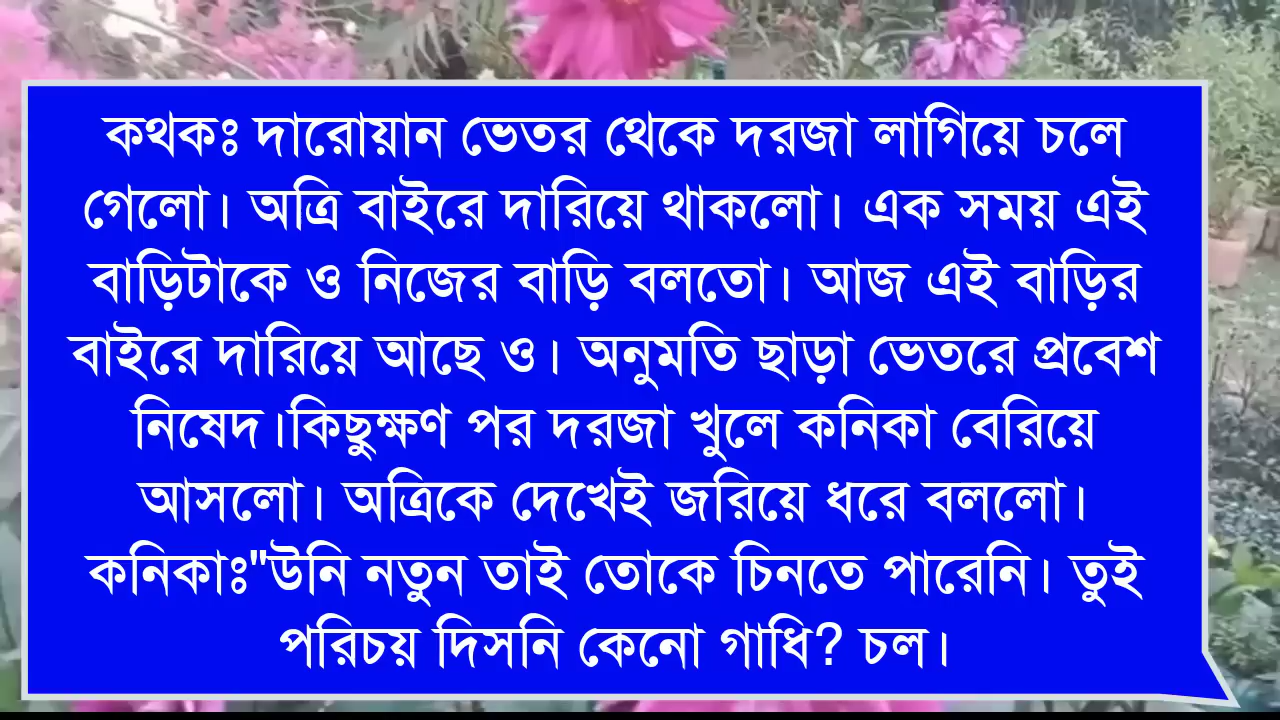 কথকঃ দারোয়ান ভেতর থেকে দরজা লাগিয়ে চলে
গেলো। অত্রি বাইরে দারিয়ে থাকলো। এক সময় এই
বাড়িটাকে ও নিজের বাড়ি বলতো। আজ এই বাড়ির
বাইরে দারিয়ে আছে ও। অনুমতি ছাড়া ভেতরে প্রবেশ
নিষেদ।কিছুক্ষণ পর দরজা খুলে কনিকা বেরিয়ে
আসলো। অত্রিকে দেখেই জরিয়ে ধরে বললো।
কনিকাঃ"উনি নতুন তাই তোকে চিনতে পারেনি। তুই
পরিচয় দিসনি কেনো গাধি? চল।